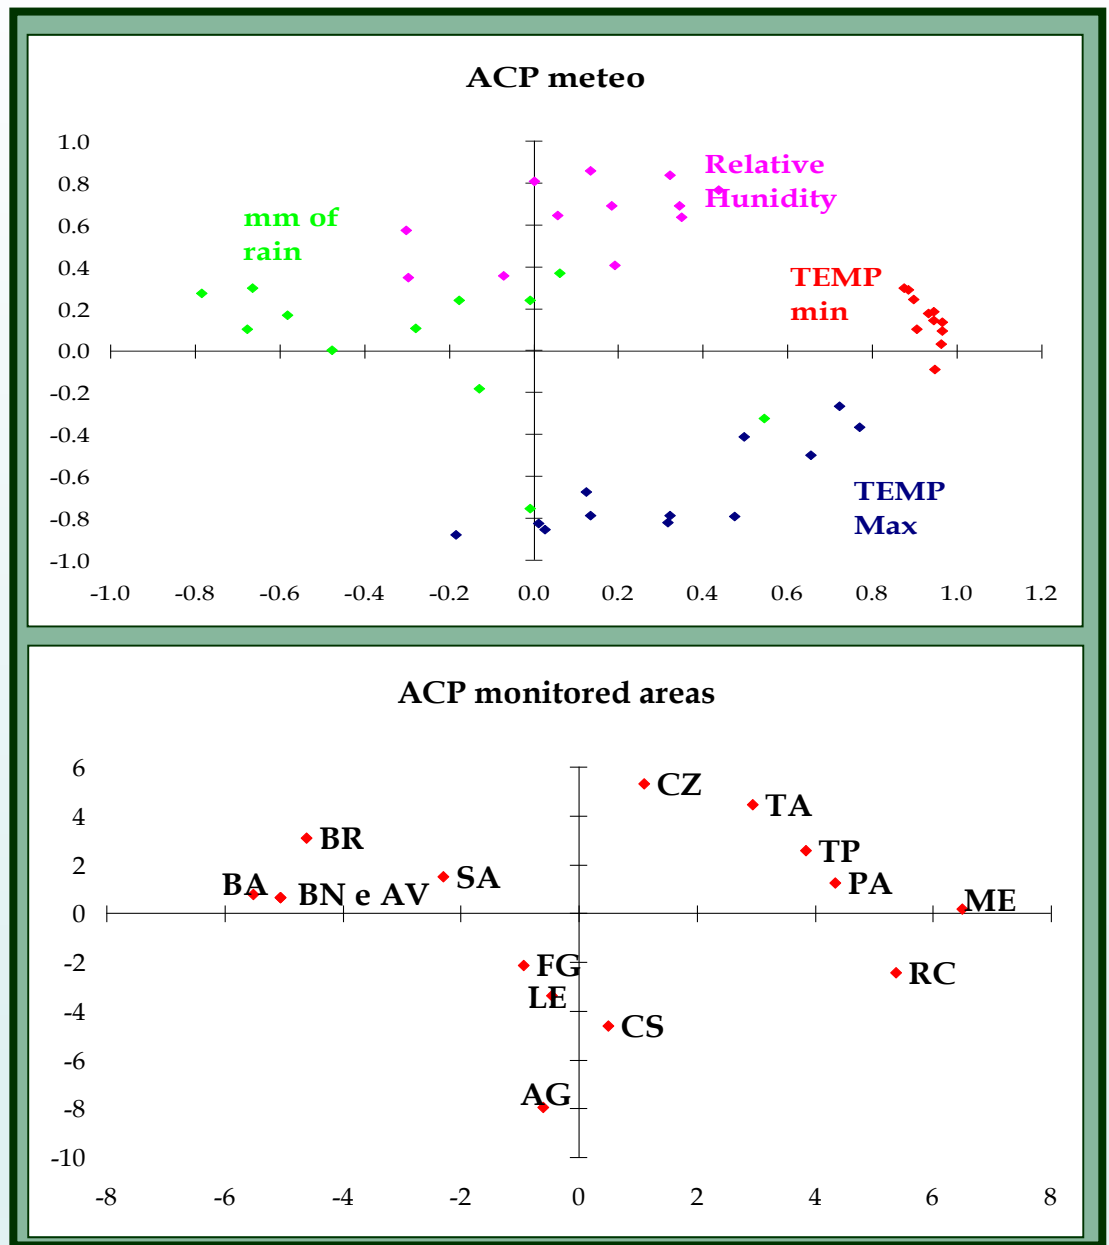 ACP meteo
1.0
0.8
0.6
0.4
0.2
0.0
-0.2
-0.4
-0.6
-0.8
-1.0
Relative
Hunidity
mm of
rain
TEMP
min
TEMP
Max
-1.0 -0.8 -0.6 -0.4 -0.2 0.0 0.2 0.4 0.6 0.8 1.0 1.2
ACP monitored areas
6
4
2
0
-2
-4
-6
-8
-10
CZ
TA
BR
TP
SA
PA
BA
BN e AV
ME
FG
RC
LE
CS
AG
-8 -6 -4 -2 0 2 4 6 8